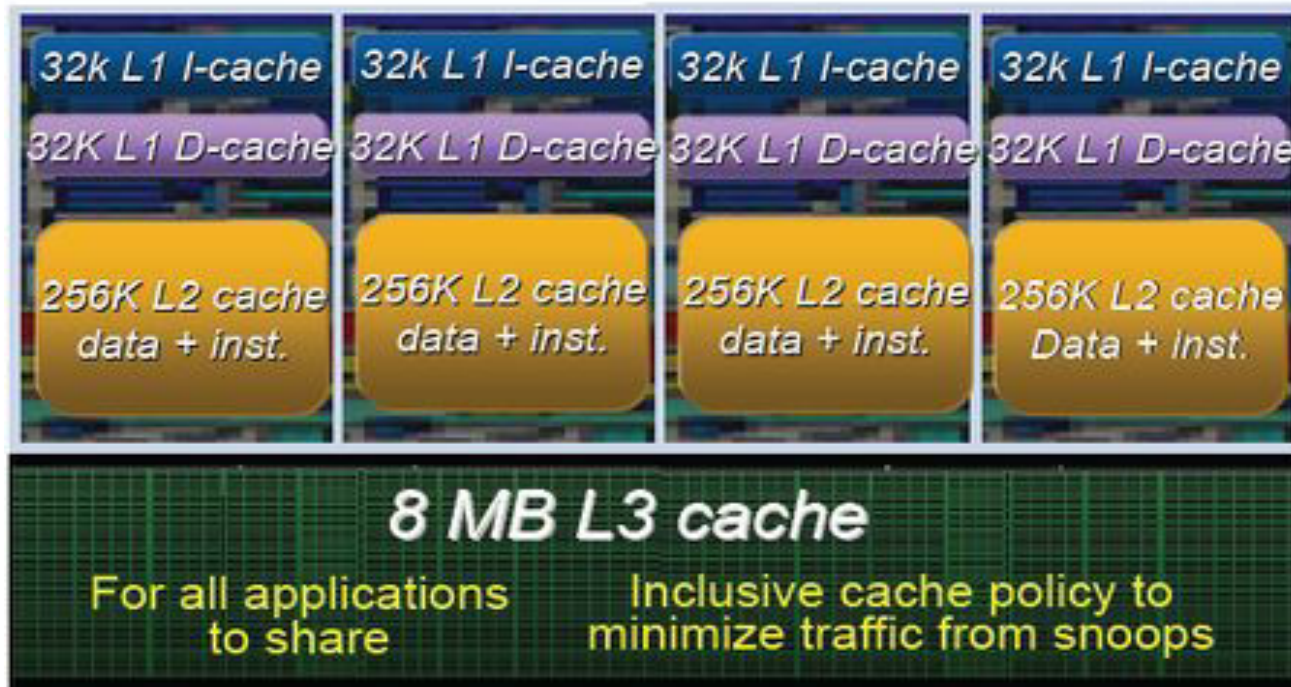 32k L1 I-cache
32K L1 D-cache
256K L2 cache
data + inst.
32k L1 I-cache
32K L1 D-cache
256K L2 cache
data + inst.
32k L1 I-cache
32K L1 D-cache
256K L2 cache
data + inst.
32k L1 I-cache
32K L1 D-cache
256K L2 cache
Data + inst.
8 MB L3 cache
For all applications
to share
Inclusive cache policy to
minimize traffic from snoops